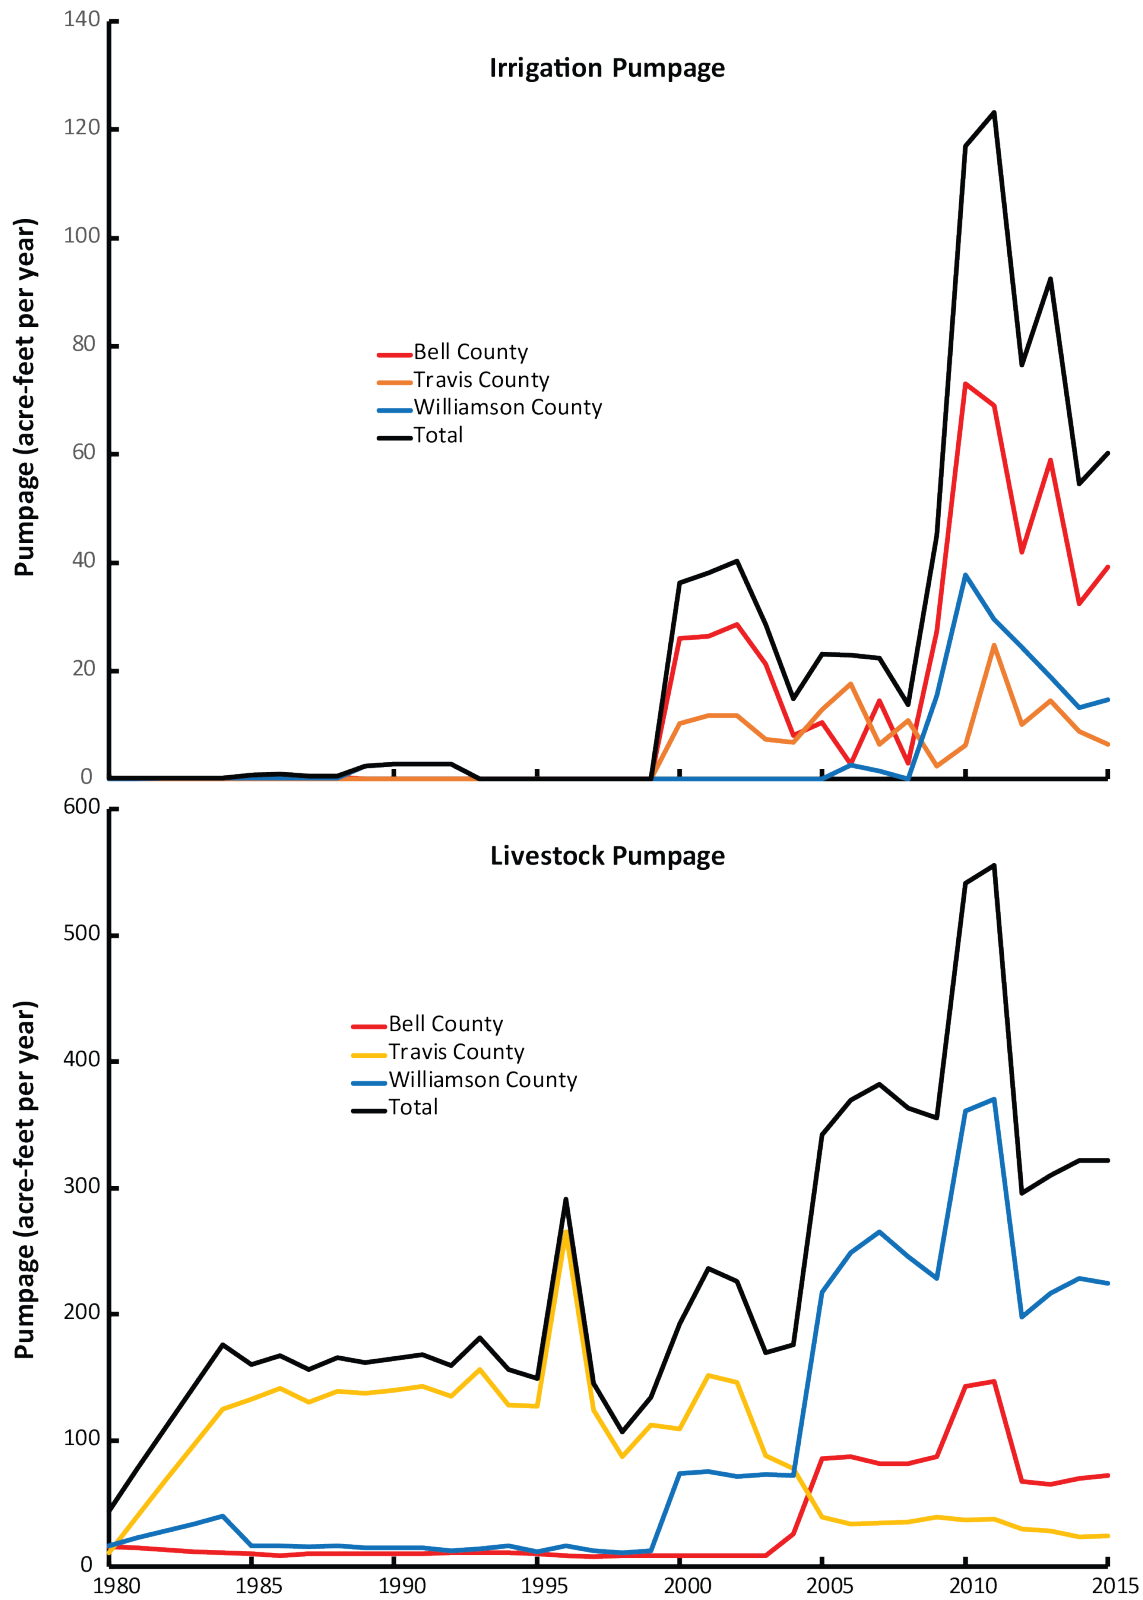 Irrigation Pumpage
Pumpage (acre-feet per year)
140
120
100
80
60
40
20
0
Bell County
Travis County
Williamson County
Total
Livestock Pumpage
Pumpage (acre-feet per year)
600
500
400
300
200
100
0
Bell County
Travis County
Williamson County
Total
1980 1985 1990 1995 2000 2005 2010 2015